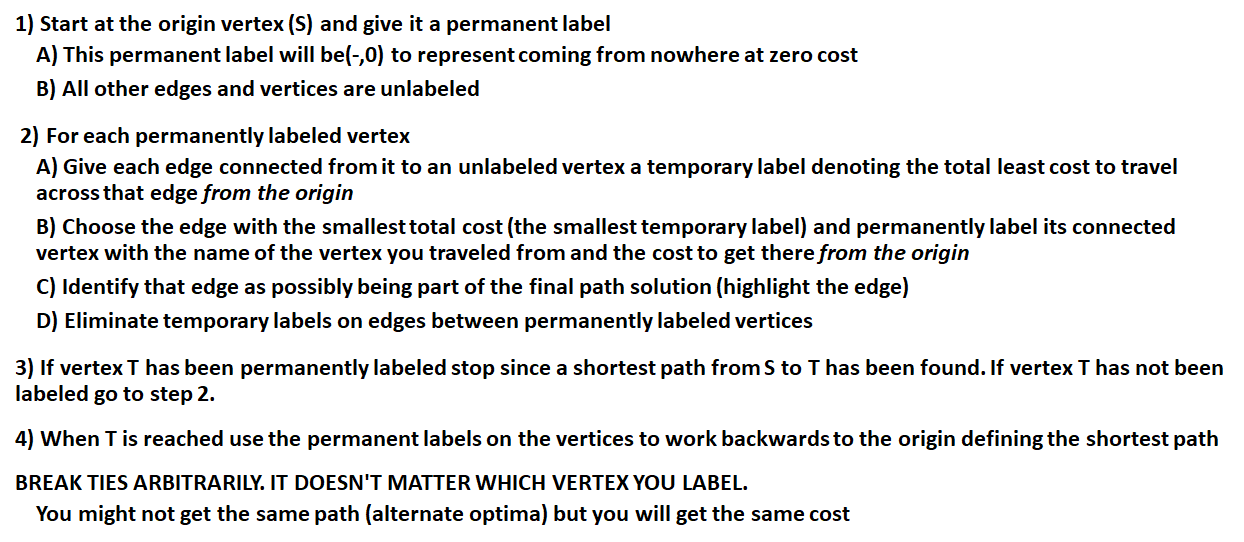 1) Start at the origin vertex (S) and give it a permanent label
A) This permanent label will be(-,0) to represent coming from nowhere at zero cost
B) All other edges and vertices are unlabeled
2) For each permanently labeled vertex
A) Give each edge connected from it to an unlabeled vertex a temporary label denoting the total least cost to travel
across that edge from the origin
B) Choose the edge with the smallest total cost (the smallest temporary label) and permanently label its connected
vertex with the name of the vertex you traveled from and the cost to get there from the origin
C) Identify that edge as possibly being part of the final path solution (highlight the edge)
D) Eliminate temporary labels on edges between permanently labeled vertices
3) If vertex T has been permanently labeled stop since a shortest path from S to T has been found. If vertex T has not been
labeled go to step 2.
4) When T is reached use the permanent labels on the vertices to work backwards to the origin defining the shortest path
BREAK TIES ARBITRARILY. IT DOESN'T MATTER WHICH VERTEX YOU LABEL.
You might not get the same path (alternate optima) but you will get the same cost